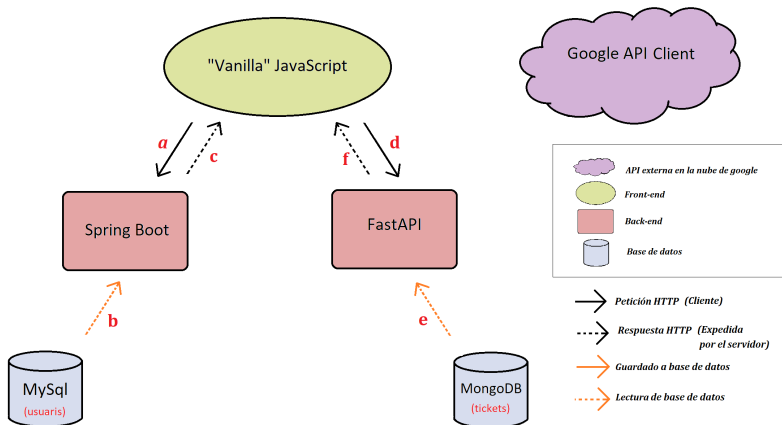 "Vanilla" JavaScript
Google API Client
a
c
f
d
Spring Boot
FastAPI
b
e
MySql
(usuaris)
MongoDB
(tickets)
API externa en la nube de google
Front-end
Back-end
Base de datos
Petición HTTP (Cliente)
Respuesta HTTP (Expedida
por el servidor)
Guardado a base de datos
Lectura de base de datos